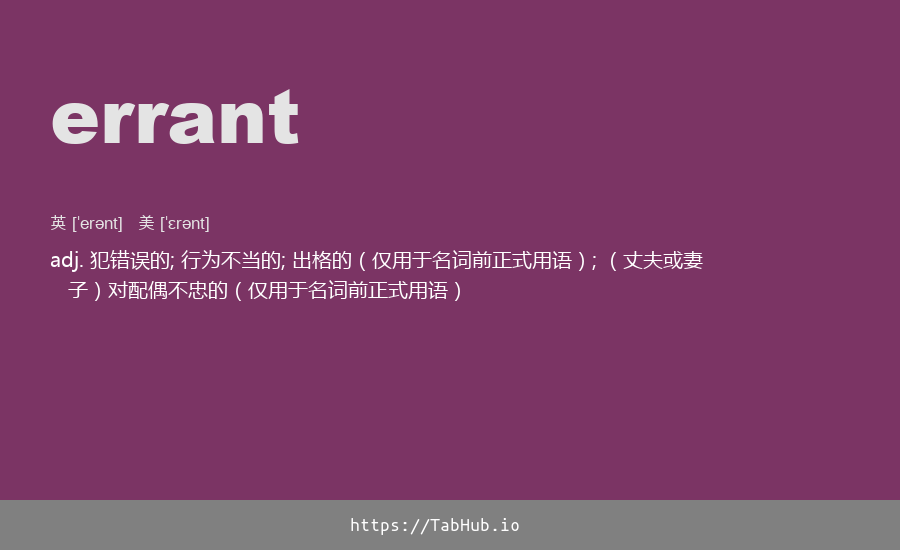 errant
英 [ˈerənt] 美 [ˈɛrənt]
adj. 犯错误的; 行为不当的; 出格的（仅用于名词前正式用语）; （丈夫或妻
子）对配偶不忠的（仅用于名词前正式用语）
https://TabHub.io